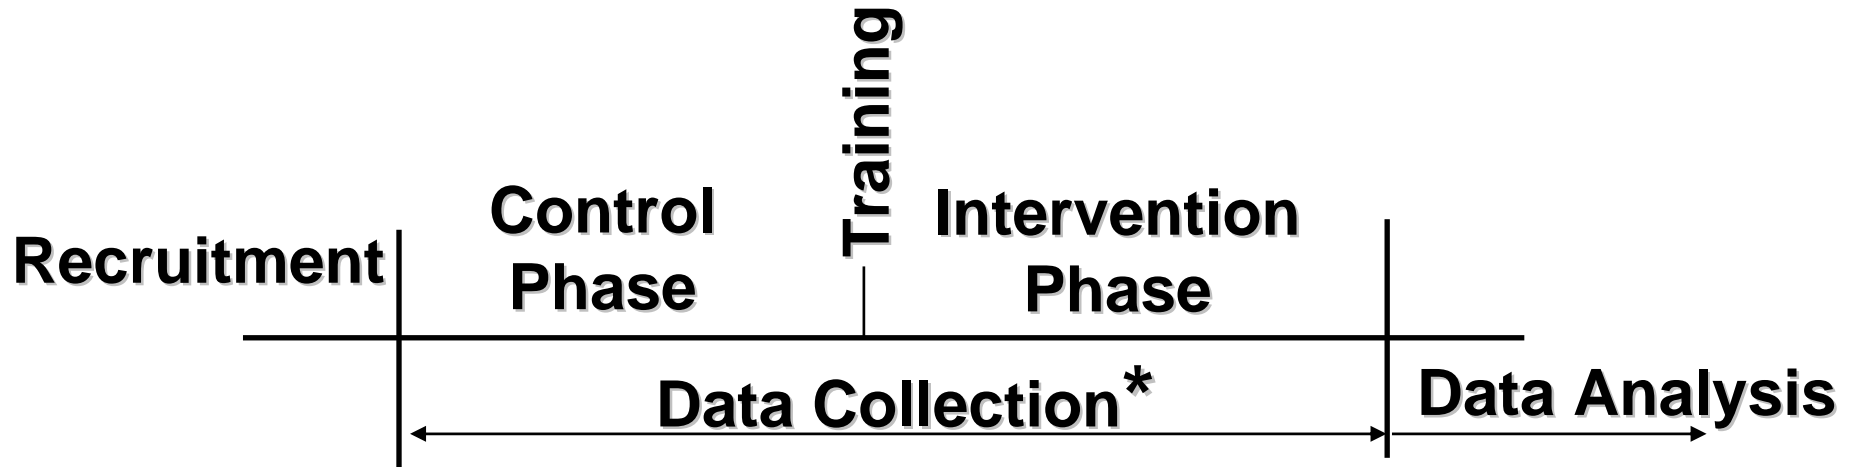 Recruitment
Control
Phase
Training
Intervention
Phase
Data Collection*
Data Analysis